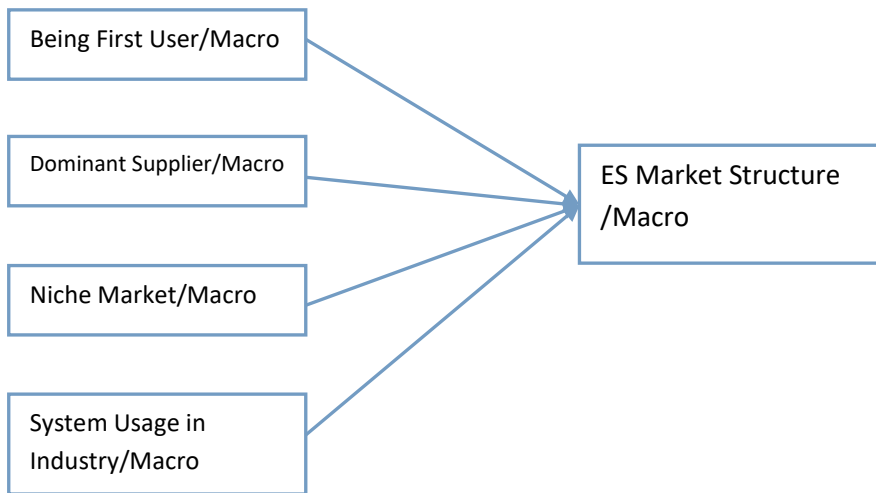 Being First User/Macro
Dominant Supplier/Macro
ES Market Structure
/Macro
Niche Market/Macro
System Usage in
Industry/Macro